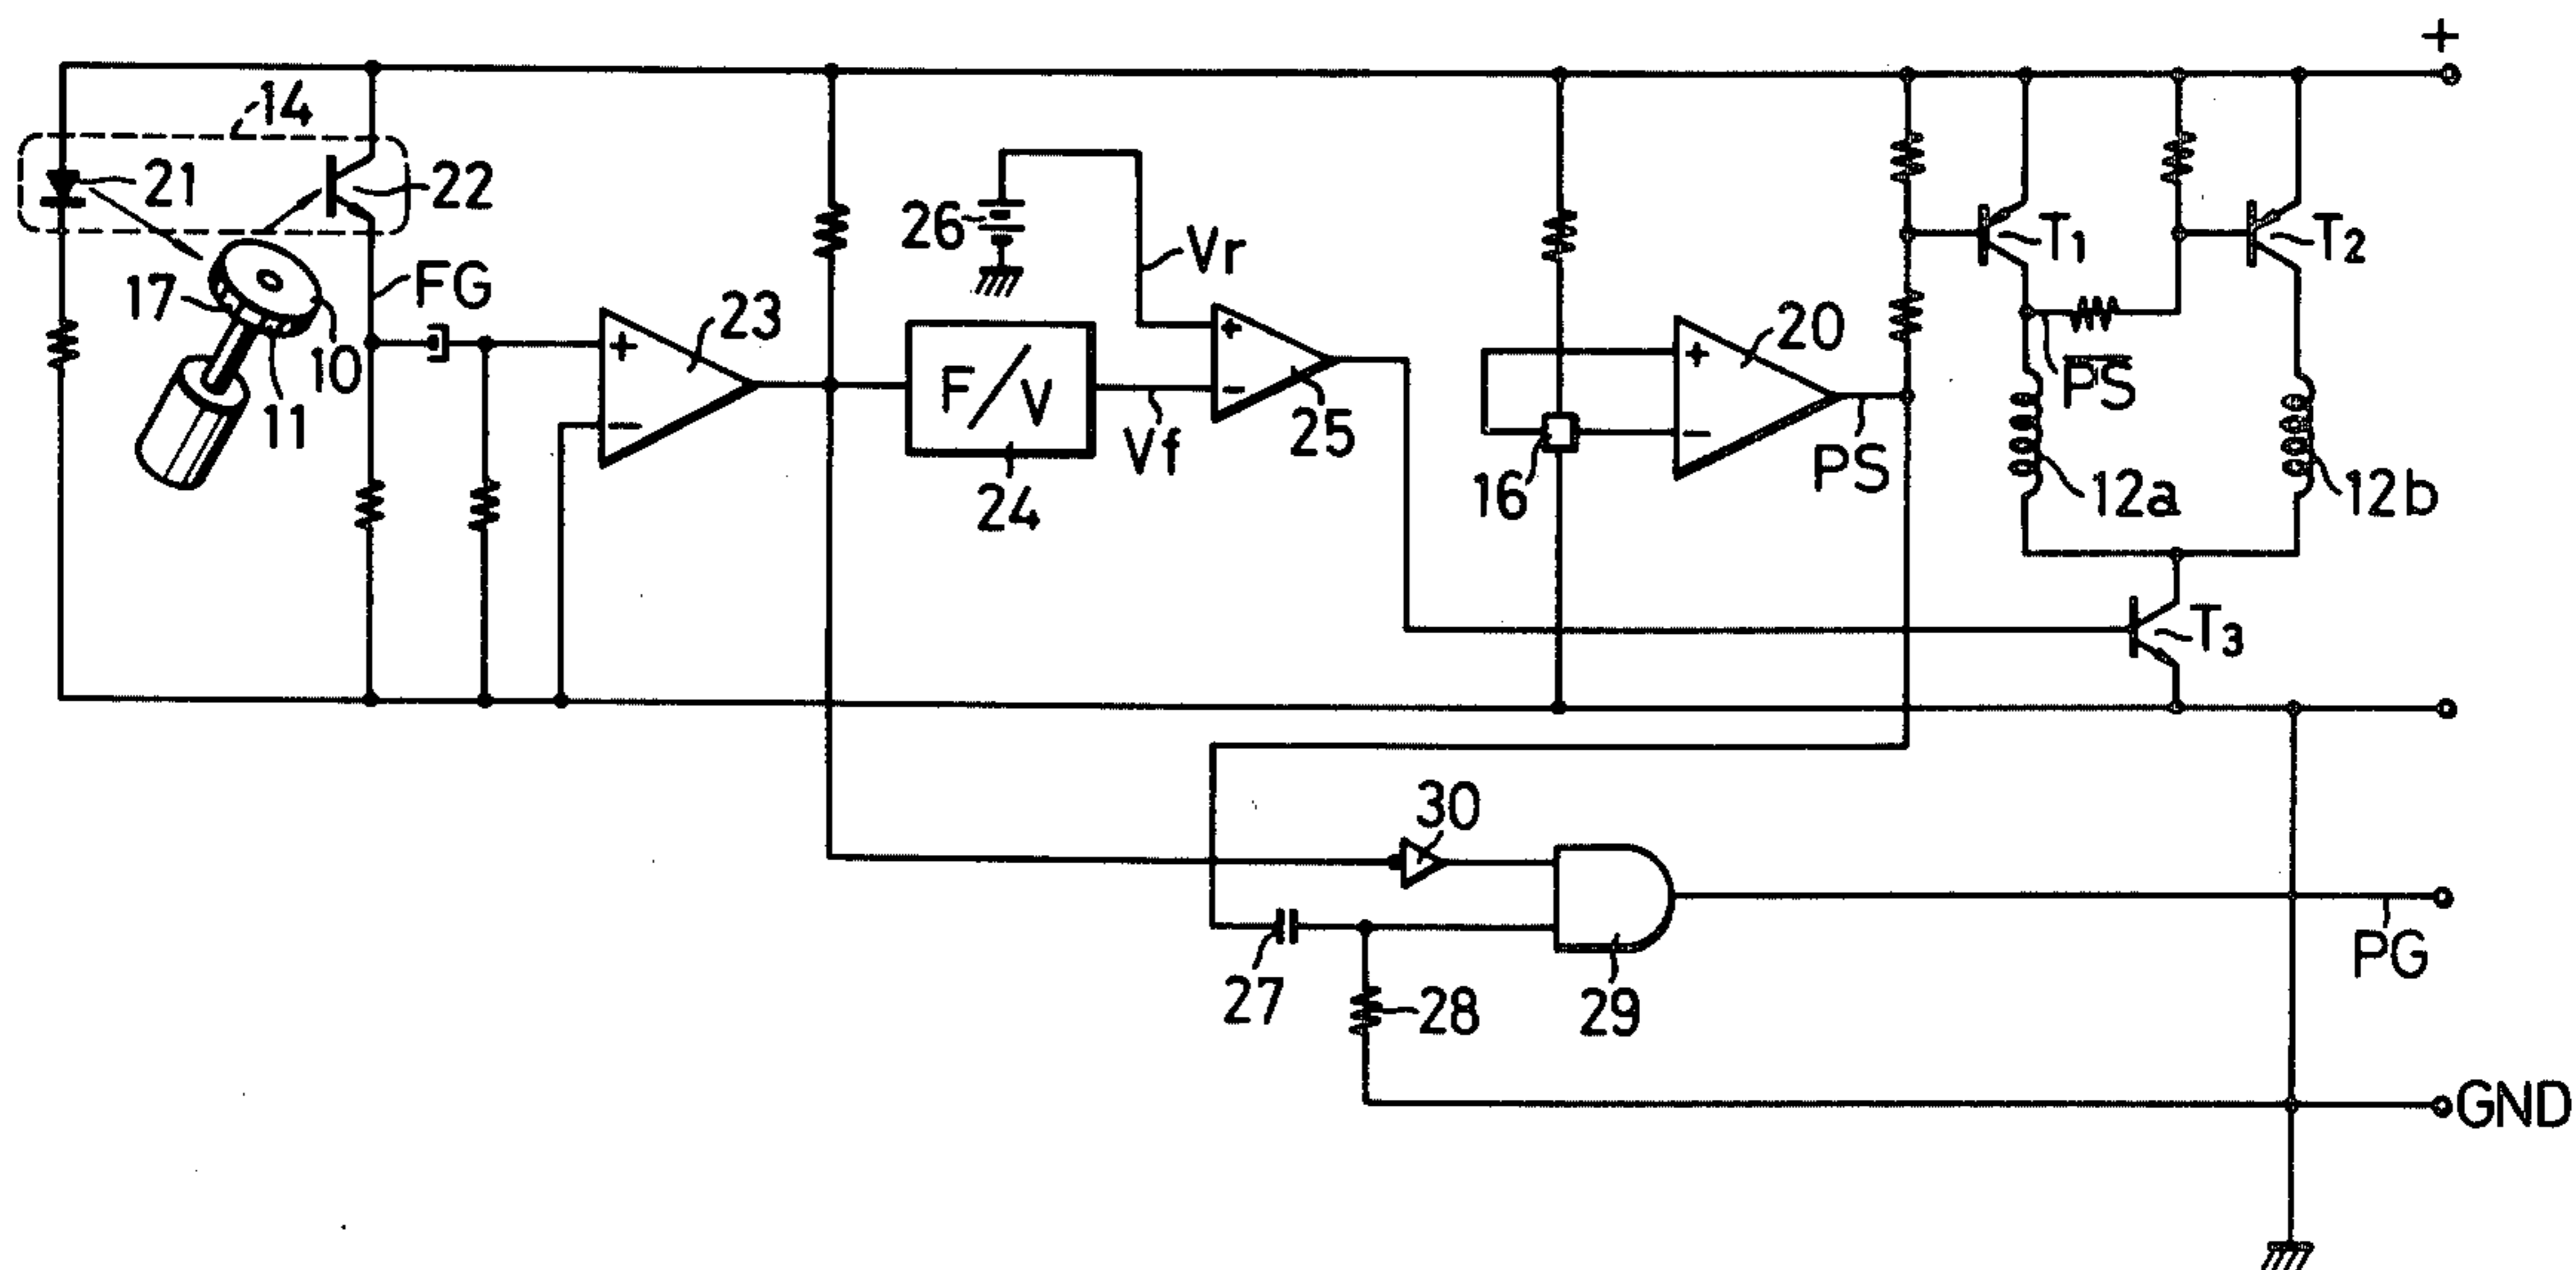 +
14
21
22
26
Vr
T1
T2
17
FG
10
11
+
−
23
F/V
24
Vf
+
−
25
16
+
−
20
PS
P̅S̅
12a
12b
T3
30
27
28
29
PG
GND